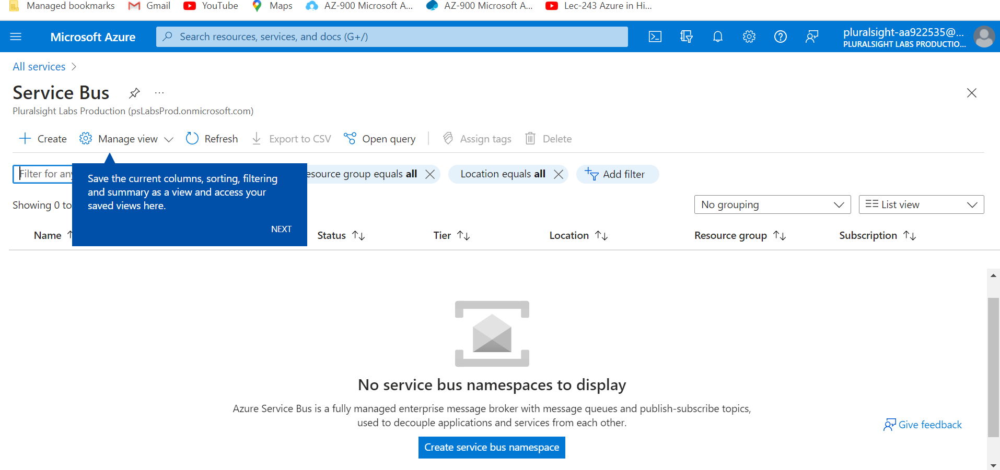 Managed bookmarks Gmail YouTube Maps AZ-900 Microsoft A... AZ-900 Microsoft A... Lec-243 Azure in Hi...
Microsoft Azure Search resources, services, and docs (G+/) pluralsight-aa922535@...
PLURALSIGHT LABS PRODUCTIO...
All services
Service Bus ...
Pluralsight Labs Production (psLabsProd.onmicrosoft.com)
Create Manage view Refresh Export to CSV Open query Assign tags Delete
Filter for any esource group equals all Location equals all Add filter
Save the current columns, sorting, filtering
and summary as a view and access your
saved views here.
NEXT
Showing 0 to No grouping List view
Name Status Tier Location Resource group Subscription
No service bus namespaces to display
Azure Service Bus is a fully managed enterprise message broker with message queues and publish-subscribe topics,
used to decouple applications and services from each other.
Give feedback
Create service bus namespace